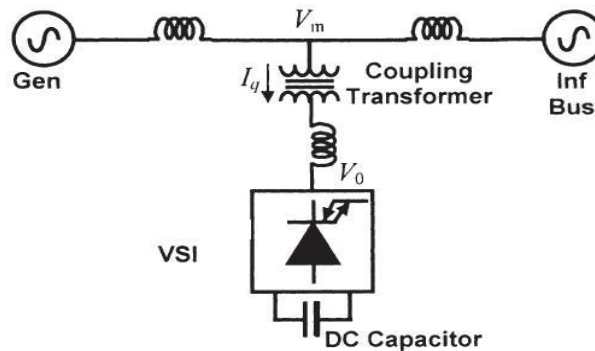 V_m
Gen
I_q
Coupling
Transformer
Inf
Bus
V_0
VSI
DC Capacitor